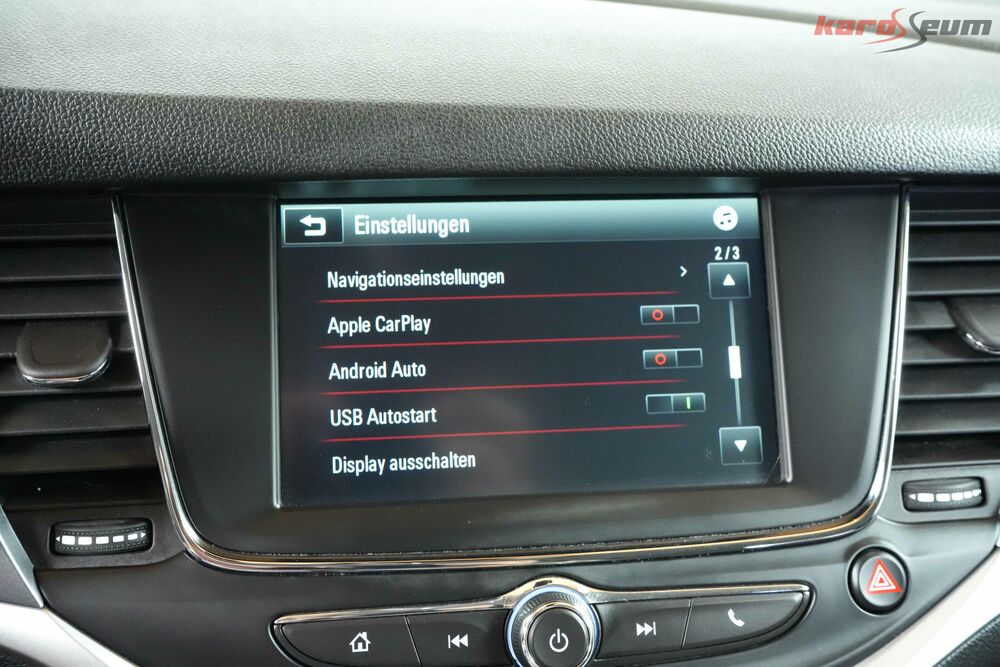 karosseum
Einstellungen
2/3
Navigationseinstellungen
Apple CarPlay
Android Auto
USB Autostart
Display ausschalten